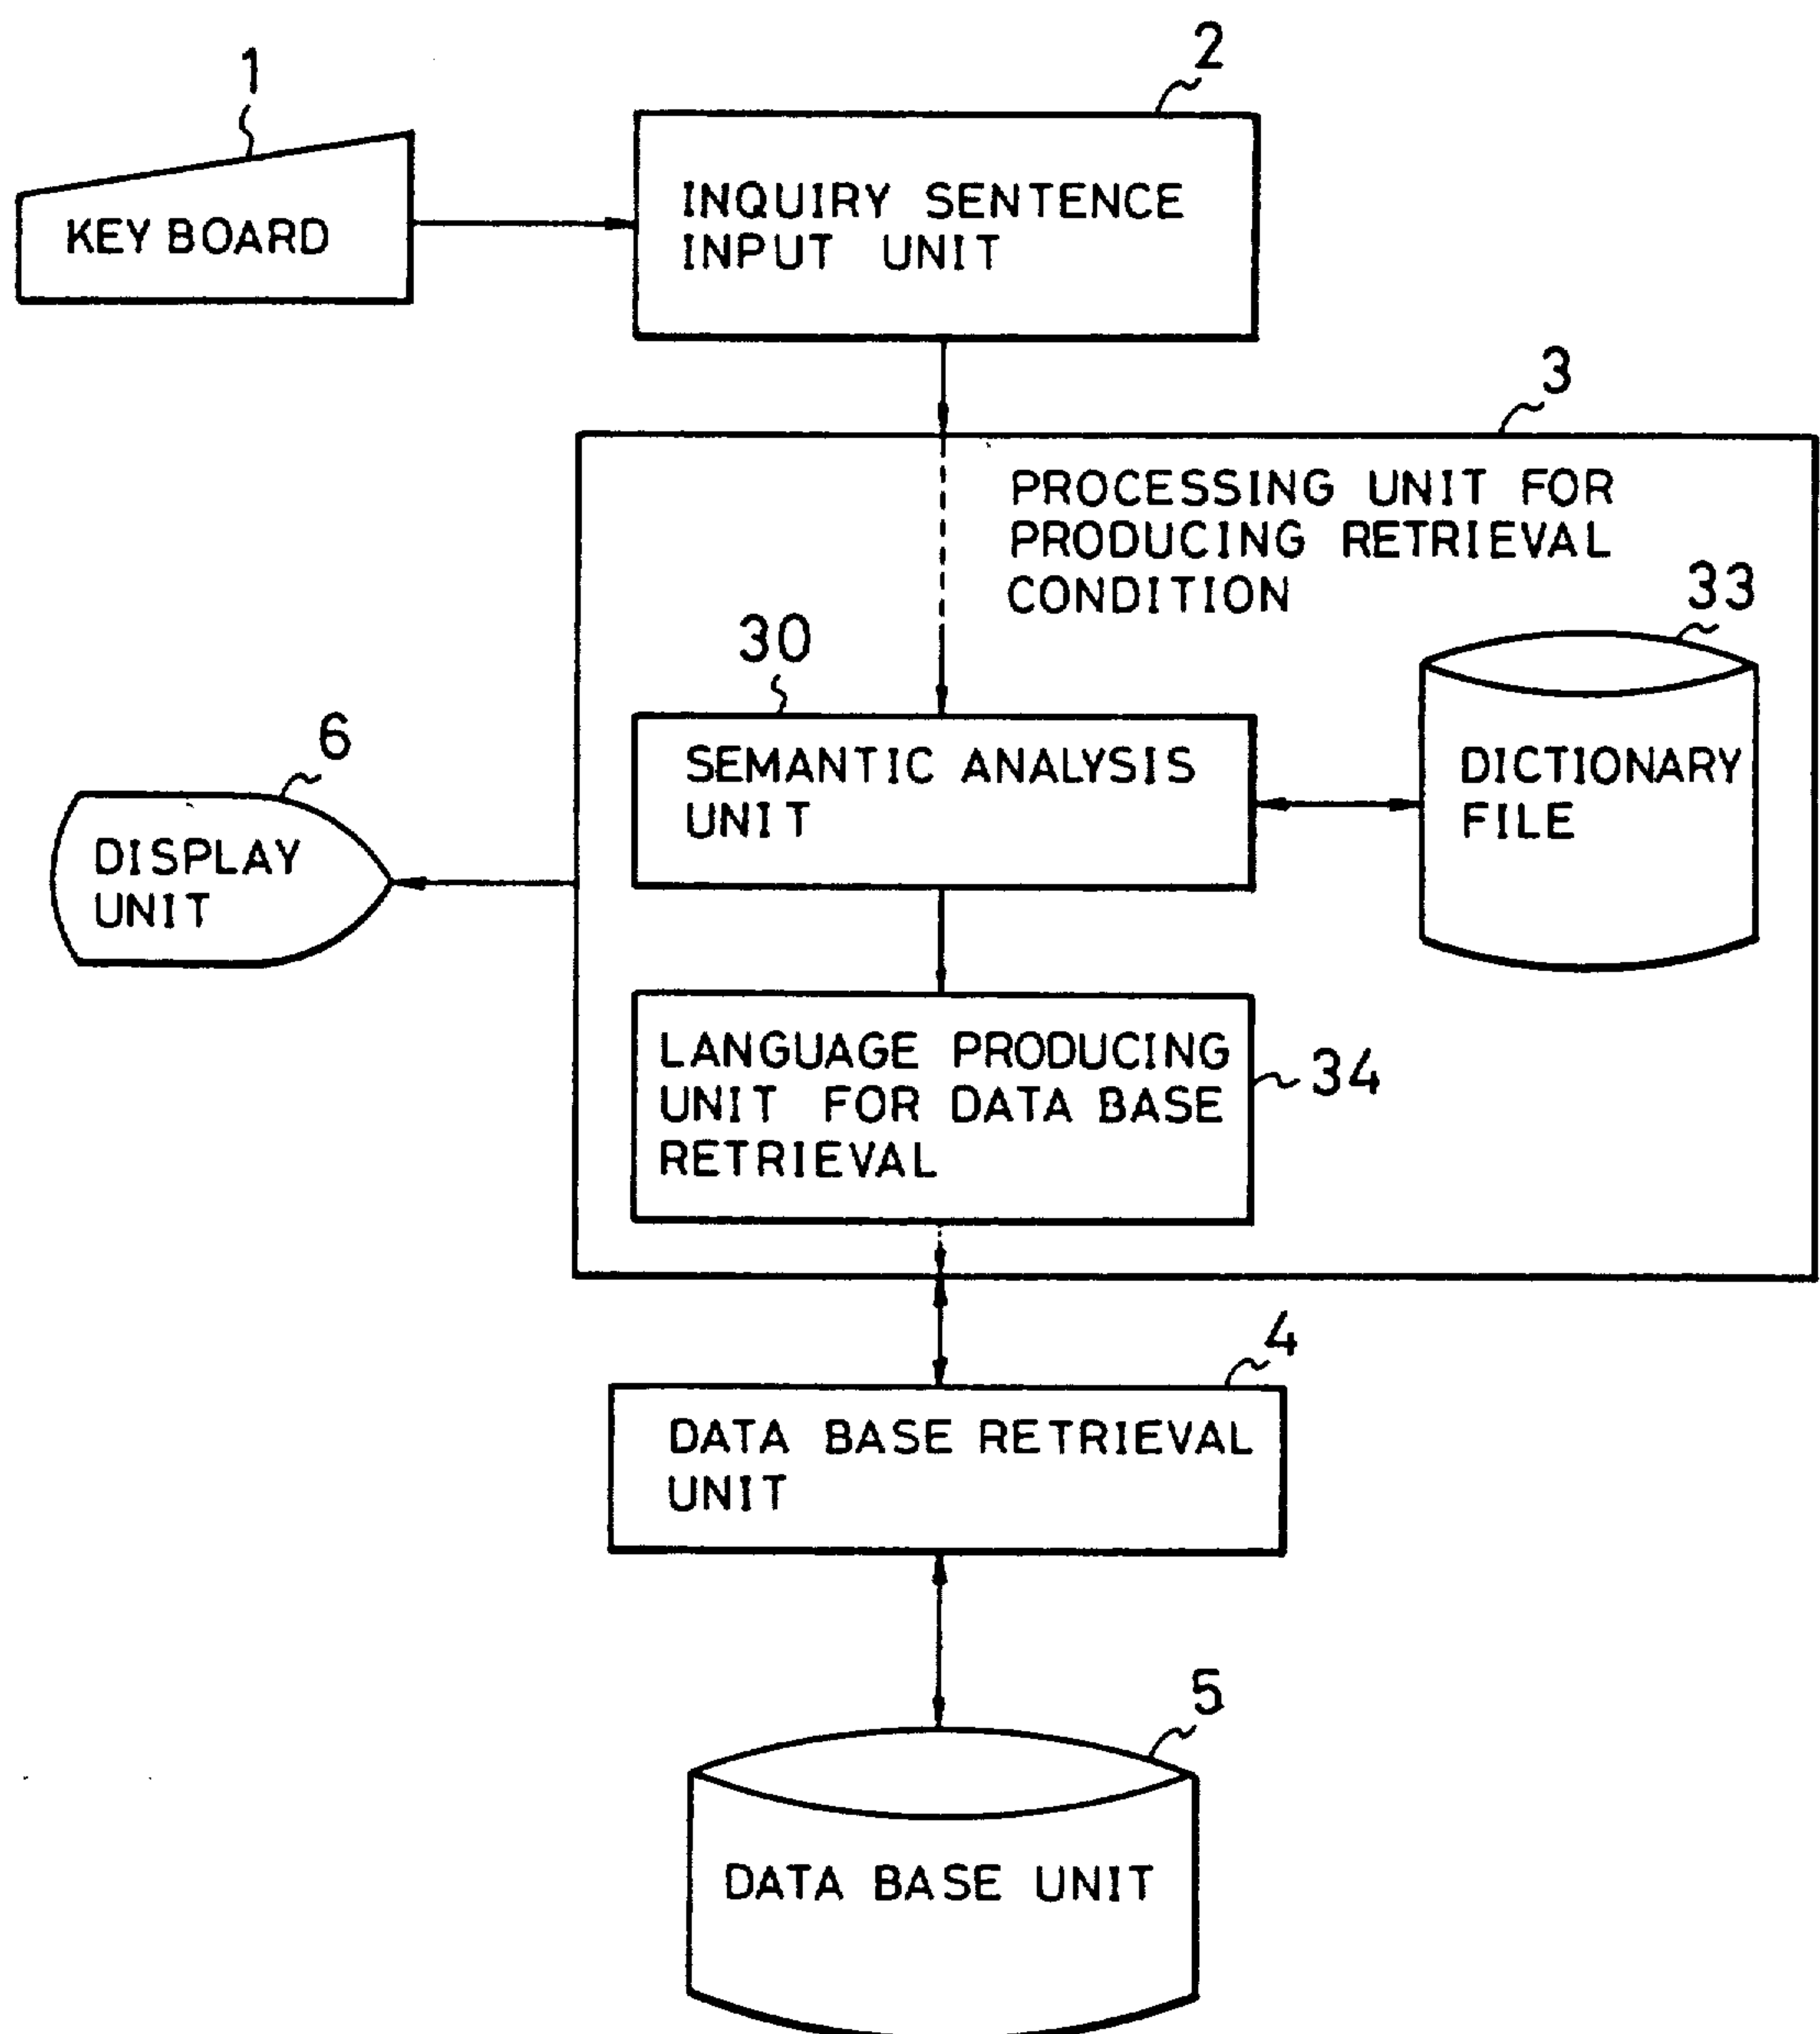 1
KEY BOARD
2
INQUIRY SENTENCE
INPUT UNIT
3
PROCESSING UNIT FOR
PRODUCING RETRIEVAL
CONDITION
30
SEMANTIC ANALYSIS
UNIT
33
DICTIONARY
FILE
6
DISPLAY
UNIT
LANGUAGE PRODUCING
UNIT FOR DATA BASE
RETRIEVAL
34
4
DATA BASE RETRIEVAL
UNIT
5
DATA BASE UNIT